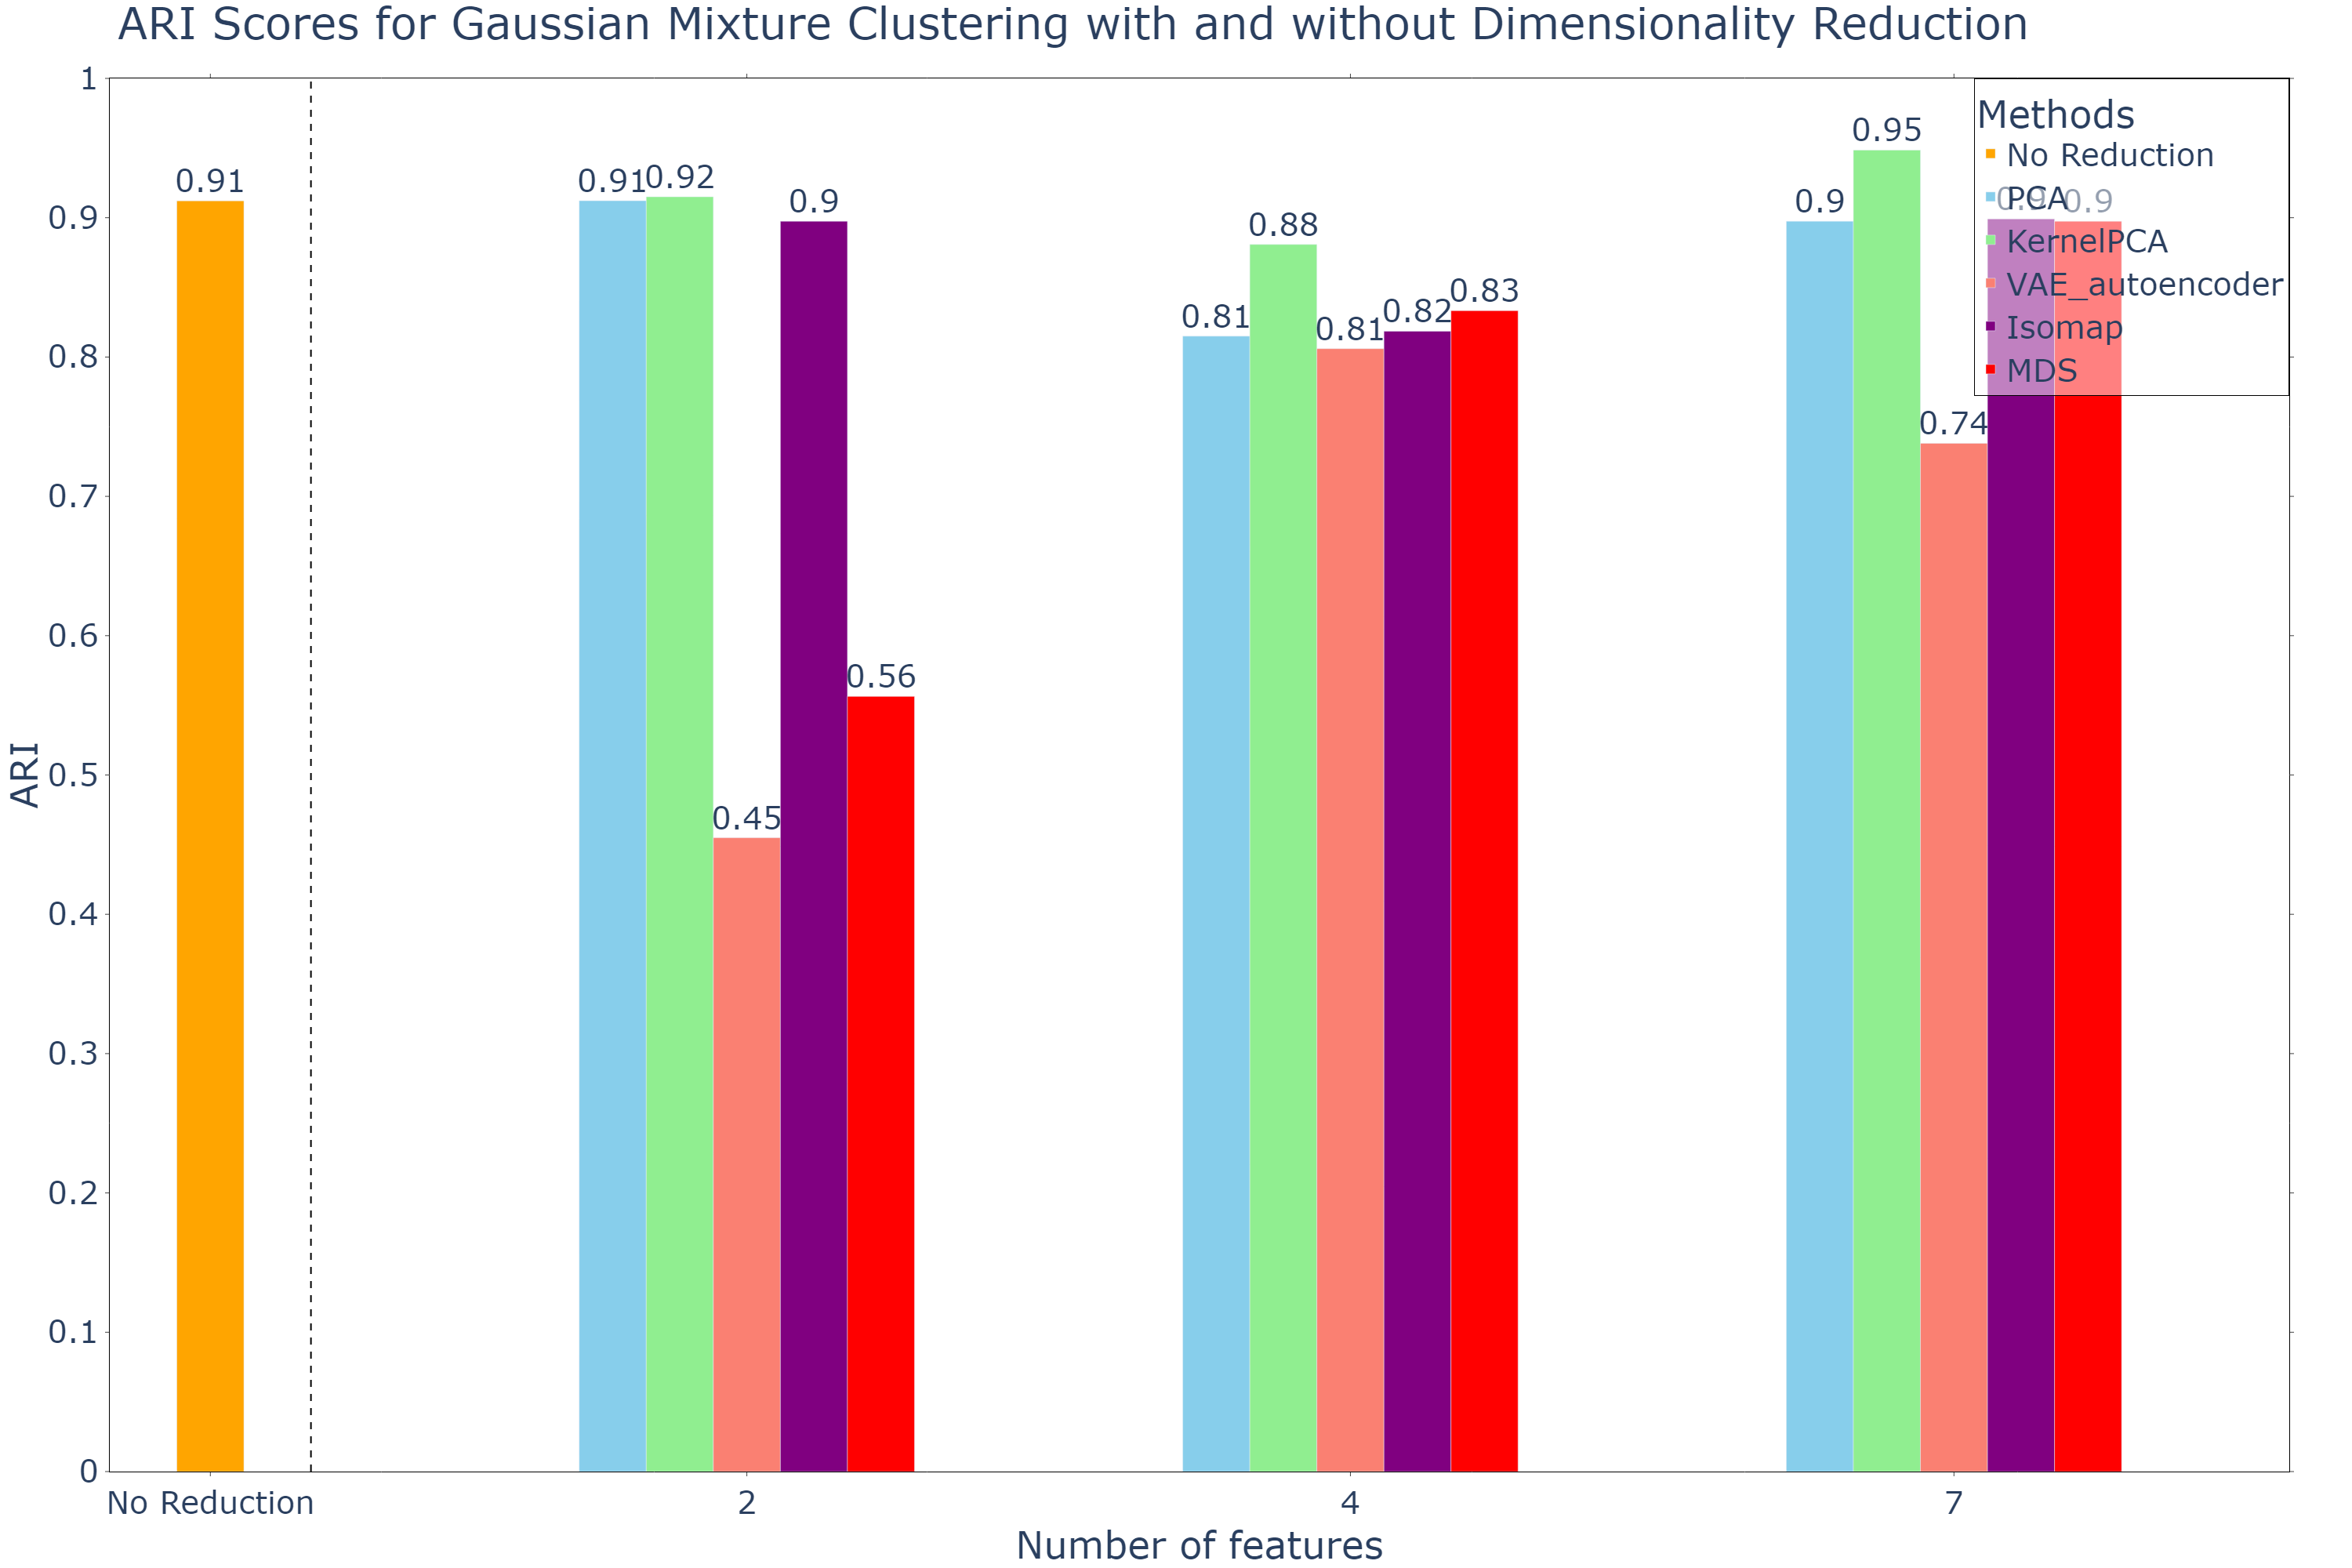 ARI Scores for Gaussian Mixture Clustering with and without Dimensionality Reduction
Methods
No Reduction
PCA
KernelPCA
VAE_autoencoder
Isomap
MDS
1
0.9
0.8
0.7
0.6
0.5
0.4
0.3
0.2
0.1
0
ARI
0.91
0.91
0.92
0.45
0.9
0.56
0.81
0.88
0.81
0.82
0.83
0.9
0.95
0.74
0.9
0.9
No Reduction 2 4 7
Number of features